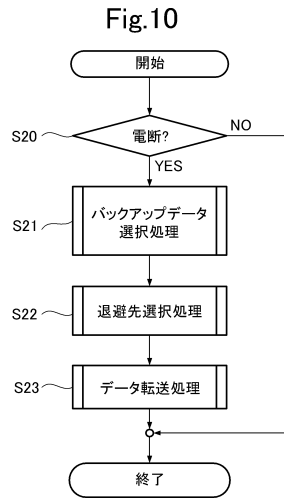 Fig.10
開始
S20
電断?
NO
YES
S21
バックアップデータ
選択処理
S22
退避先選択処理
S23
データ転送処理
終了